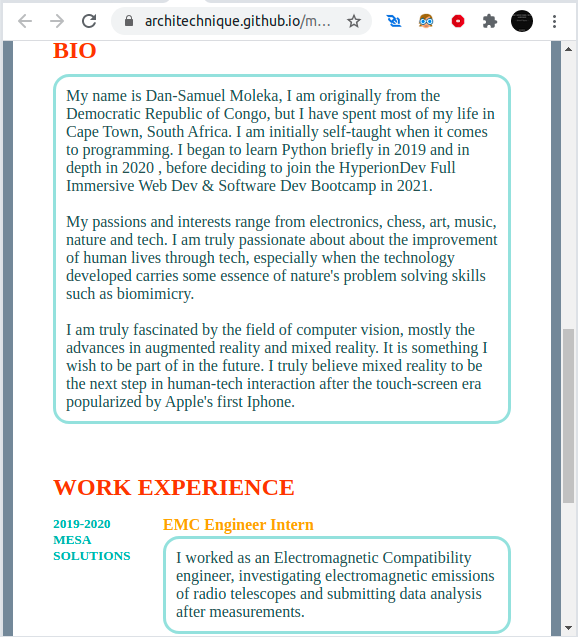 architechnique.github.io/m...
BIO
My name is Dan-Samuel Moleka, I am originally from the
Democratic Republic of Congo, but I have spent most of my life in
Cape Town, South Africa. I am initially self-taught when it comes
to programming. I began to learn Python briefly in 2019 and in
depth in 2020 , before deciding to join the HyperionDev Full
Immersive Web Dev & Software Dev Bootcamp in 2021.
My passions and interests range from electronics, chess, art, music,
nature and tech. I am truly passionate about about the improvement
of human lives through tech, especially when the technology
developed carries some essence of nature's problem solving skills
such as biomimicry.
I am truly fascinated by the field of computer vision, mostly the
advances in augmented reality and mixed reality. It is something I
wish to be part of in the future. I truly believe mixed reality to be
the next step in human-tech interaction after the touch-screen era
popularized by Apple's first Iphone.
WORK EXPERIENCE
2019-2020
MESA
SOLUTIONS
EMC Engineer Intern
I worked as an Electromagnetic Compatibility
engineer, investigating electromagnetic emissions
of radio telescopes and submitting data analysis
after measurements.